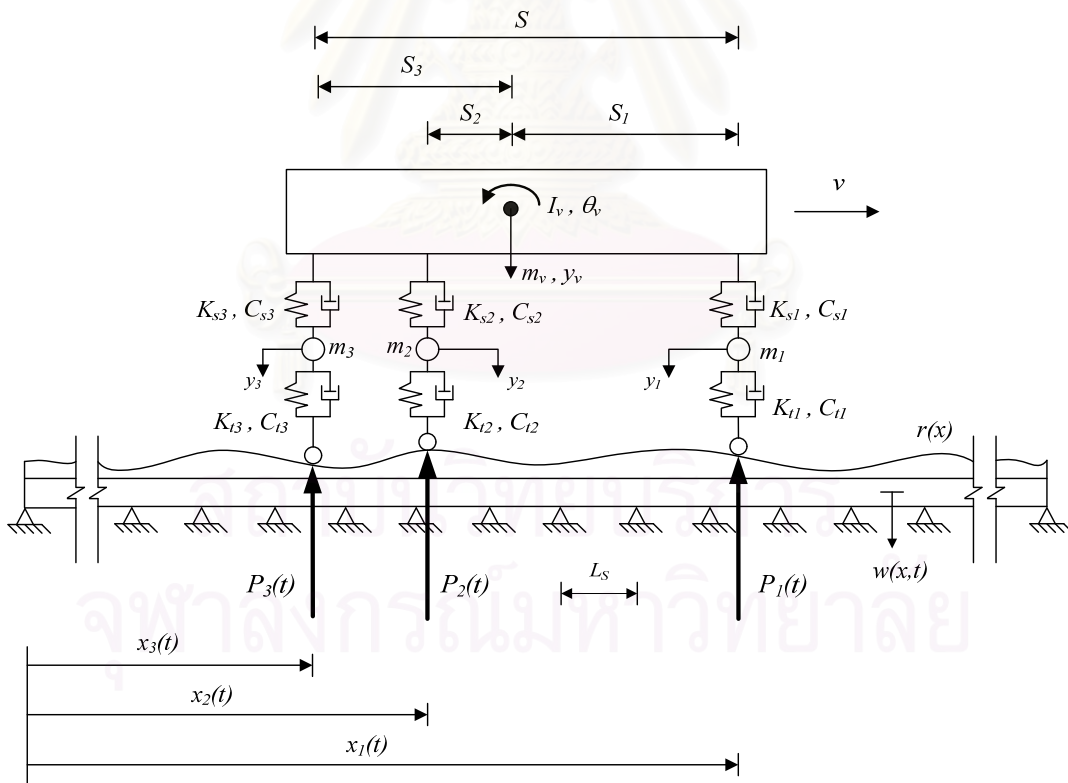 S
S3
S2
S1
v
Iv , θv
mv , yv
Ks3 , Cs3
Ks2 , Cs2
Ks1 , Cs1
m3
m2
m1
y3
y2
y1
Kt3 , Ct3
Kt2 , Ct2
Kt1 , Ct1
r(x)
สถาบันวิทยบริการ
w(x,t)
LS
P3(t)
P2(t)
P1(t)
จุฬาลงกรณ์มหาวิทยาลัย
x3(t)
x2(t)
x1(t)